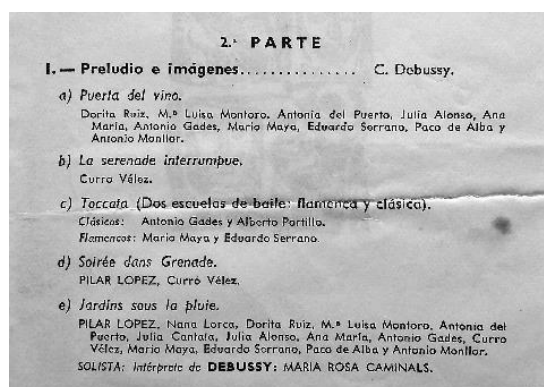 2.ª PARTE
I.— Preludio e imágenes............... C. Debussy.
a) Puerta del vino.
Dorita Ruiz, M.ª Luisa Montoro, Antonia del Puerto, Julia Alonso, Ana
María, Antonio Gades, Mario Maya, Eduardo Serrano, Paco de Alba y
Antonio Monllor.
b) La serenade interrumpue.
Curro Vélez.
c) Toccata (Dos escuelas de baile: flamenca y clásica).
Clásicos: Antonio Gades y Alberto Portillo.
Flamencos: Mario Maya y Eduardo Serrano.
d) Soirée dans Grenade.
PILAR LOPEZ, Curro Vélez.
e) Jardins sous la pluie.
PILAR LOPEZ, Nana Lorca, Dorita Ruiz, M.ª Luisa Montoro, Antonia del
Puerto, Julia Cantata, Julia Alonso, Ana María, Antonio Gades, Curro
Vélez, Mario Maya, Eduardo Serrano, Paco de Alba y Antonio Monllor.
SOLISTA: Intérprete de DEBUSSY: MARIA ROSA CAMINALS.